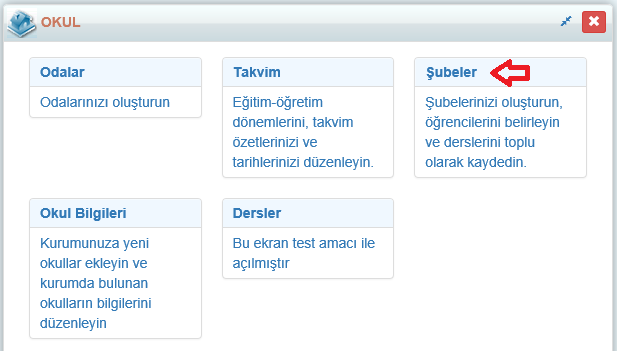 OKUL
Odalar
Odalarınızı oluşturun
Takvim
Eğitim-öğretim
dönemlerini, takvim
özetlerinizi ve
tarihlerinizi düzenleyin.
Şubeler
Şubelerinizi oluşturun,
öğrencilerini belirleyin
ve derslerini toplu
olarak kaydedin.
Okul Bilgileri
Kurumunuza yeni
okullar ekleyin ve
kurumda bulunan
okulların bilgilerini
düzenleyin
Dersler
Bu ekran test amacı ile
açılmıştır